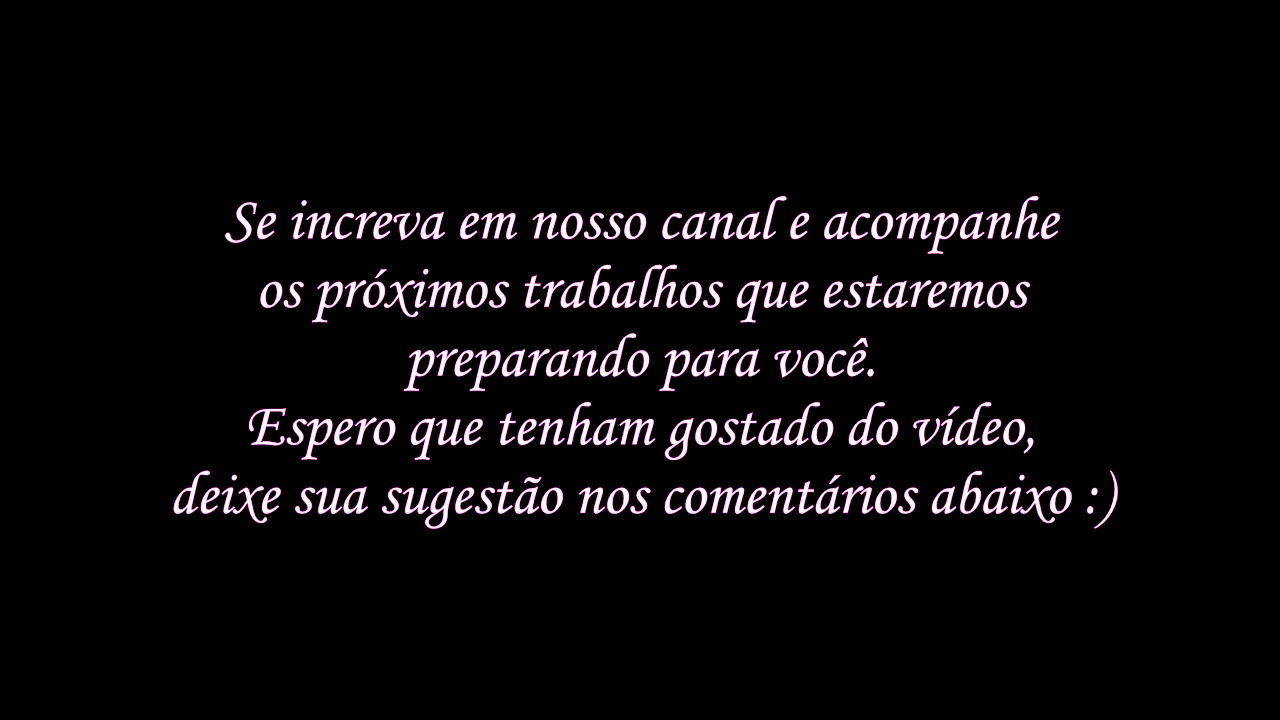 Se increva em nosso canal e acompanhe
os próximos trabalhos que estaremos
preparando para você.
Espero que tenham gostado do vídeo,
deixe sua sugestão nos comentários abaixo :)